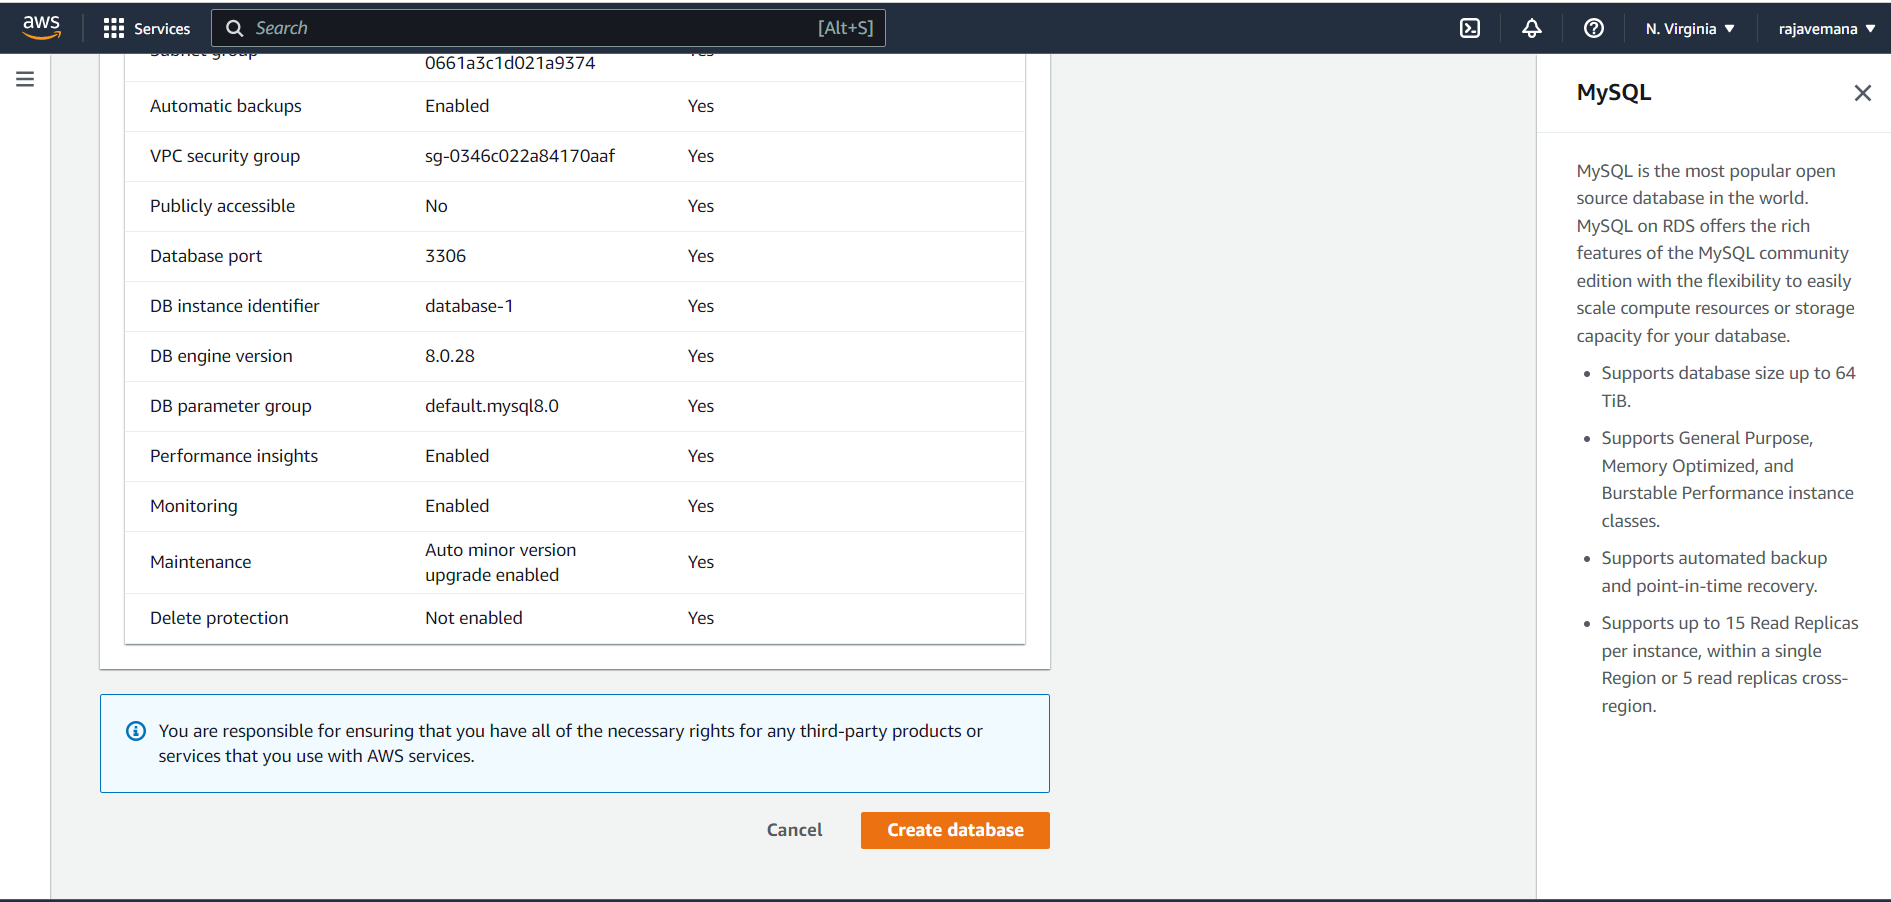 aws
Services
Search [Alt+S]
N. Virginia
rajavemana
Subnet group 0661a3c1d021a9374 Yes
Automatic backups Enabled Yes
VPC security group sg-0346c022a84170aaf Yes
Publicly accessible No Yes
Database port 3306 Yes
DB instance identifier database-1 Yes
DB engine version 8.0.28 Yes
DB parameter group default.mysql8.0 Yes
Performance insights Enabled Yes
Monitoring Enabled Yes
Maintenance Auto minor version
upgrade enabled Yes
Delete protection Not enabled Yes
You are responsible for ensuring that you have all of the necessary rights for any third-party products or
services that you use with AWS services.
Cancel
Create database
MySQL
MySQL is the most popular open
source database in the world.
MySQL on RDS offers the rich
features of the MySQL community
edition with the flexibility to easily
scale compute resources or storage
capacity for your database.
• Supports database size up to 64
TiB.
• Supports General Purpose,
Memory Optimized, and
Burstable Performance instance
classes.
• Supports automated backup
and point-in-time recovery.
• Supports up to 15 Read Replicas
per instance, within a single
Region or 5 read replicas cross-
region.